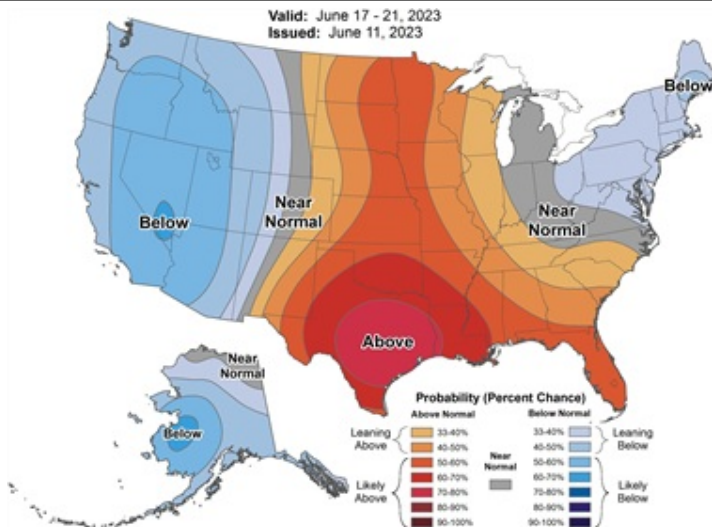 Valid: June 17 - 21, 2023
Issued: June 11, 2023
Below
Near
Normal
Below
Near
Normal
Above
Near
Normal
Below
Probability (Percent Chance)
Above Normal
Below Normal
Leaning
Above
33-40%
40-50%
Likely
Above
50-60%
60-70%
70-80%
80-90%
90-100%
Near
Normal
33-40%
40-50%
Leaning
Below
50-60%
60-70%
70-80%
80-90%
90-100%
Likely
Below